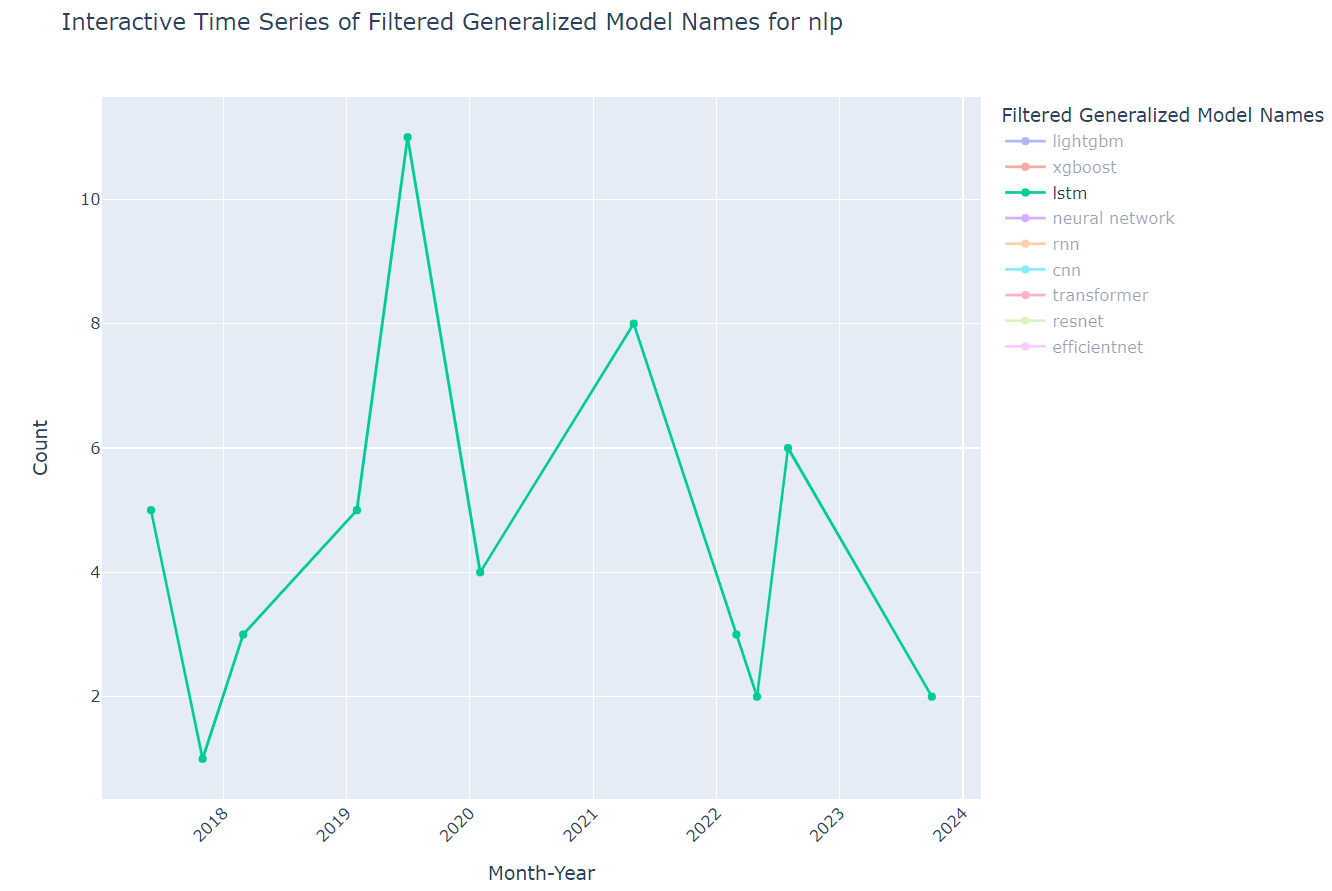 Interactive Time Series of Filtered Generalized Model Names for nlp
Filtered Generalized Model Names
lightgbm
xgboost
lstm
neural network
rnn
cnn
transformer
resnet
efficientnet
10
8
6
4
2
Count
2018
2019
2020
2021
2022
2023
2024
Month-Year